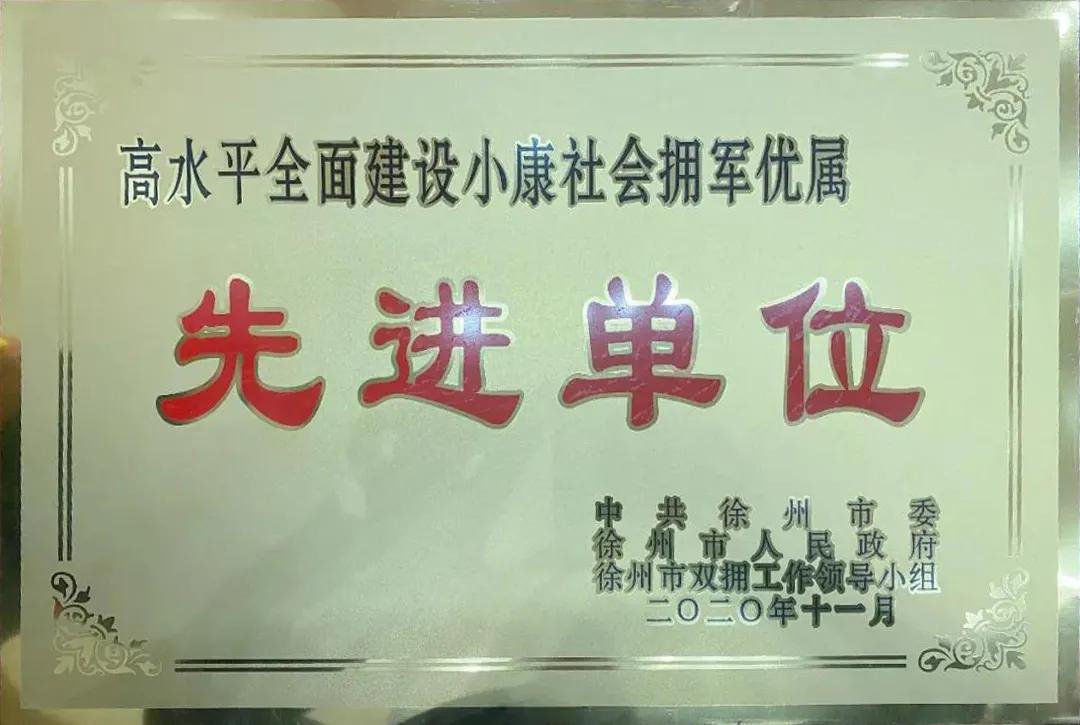 高水平全面建设小康社会拥军优属
先进单位
中共徐州市委
徐州市人民政府
徐州市双拥工作领导小组
二〇二〇年十一月